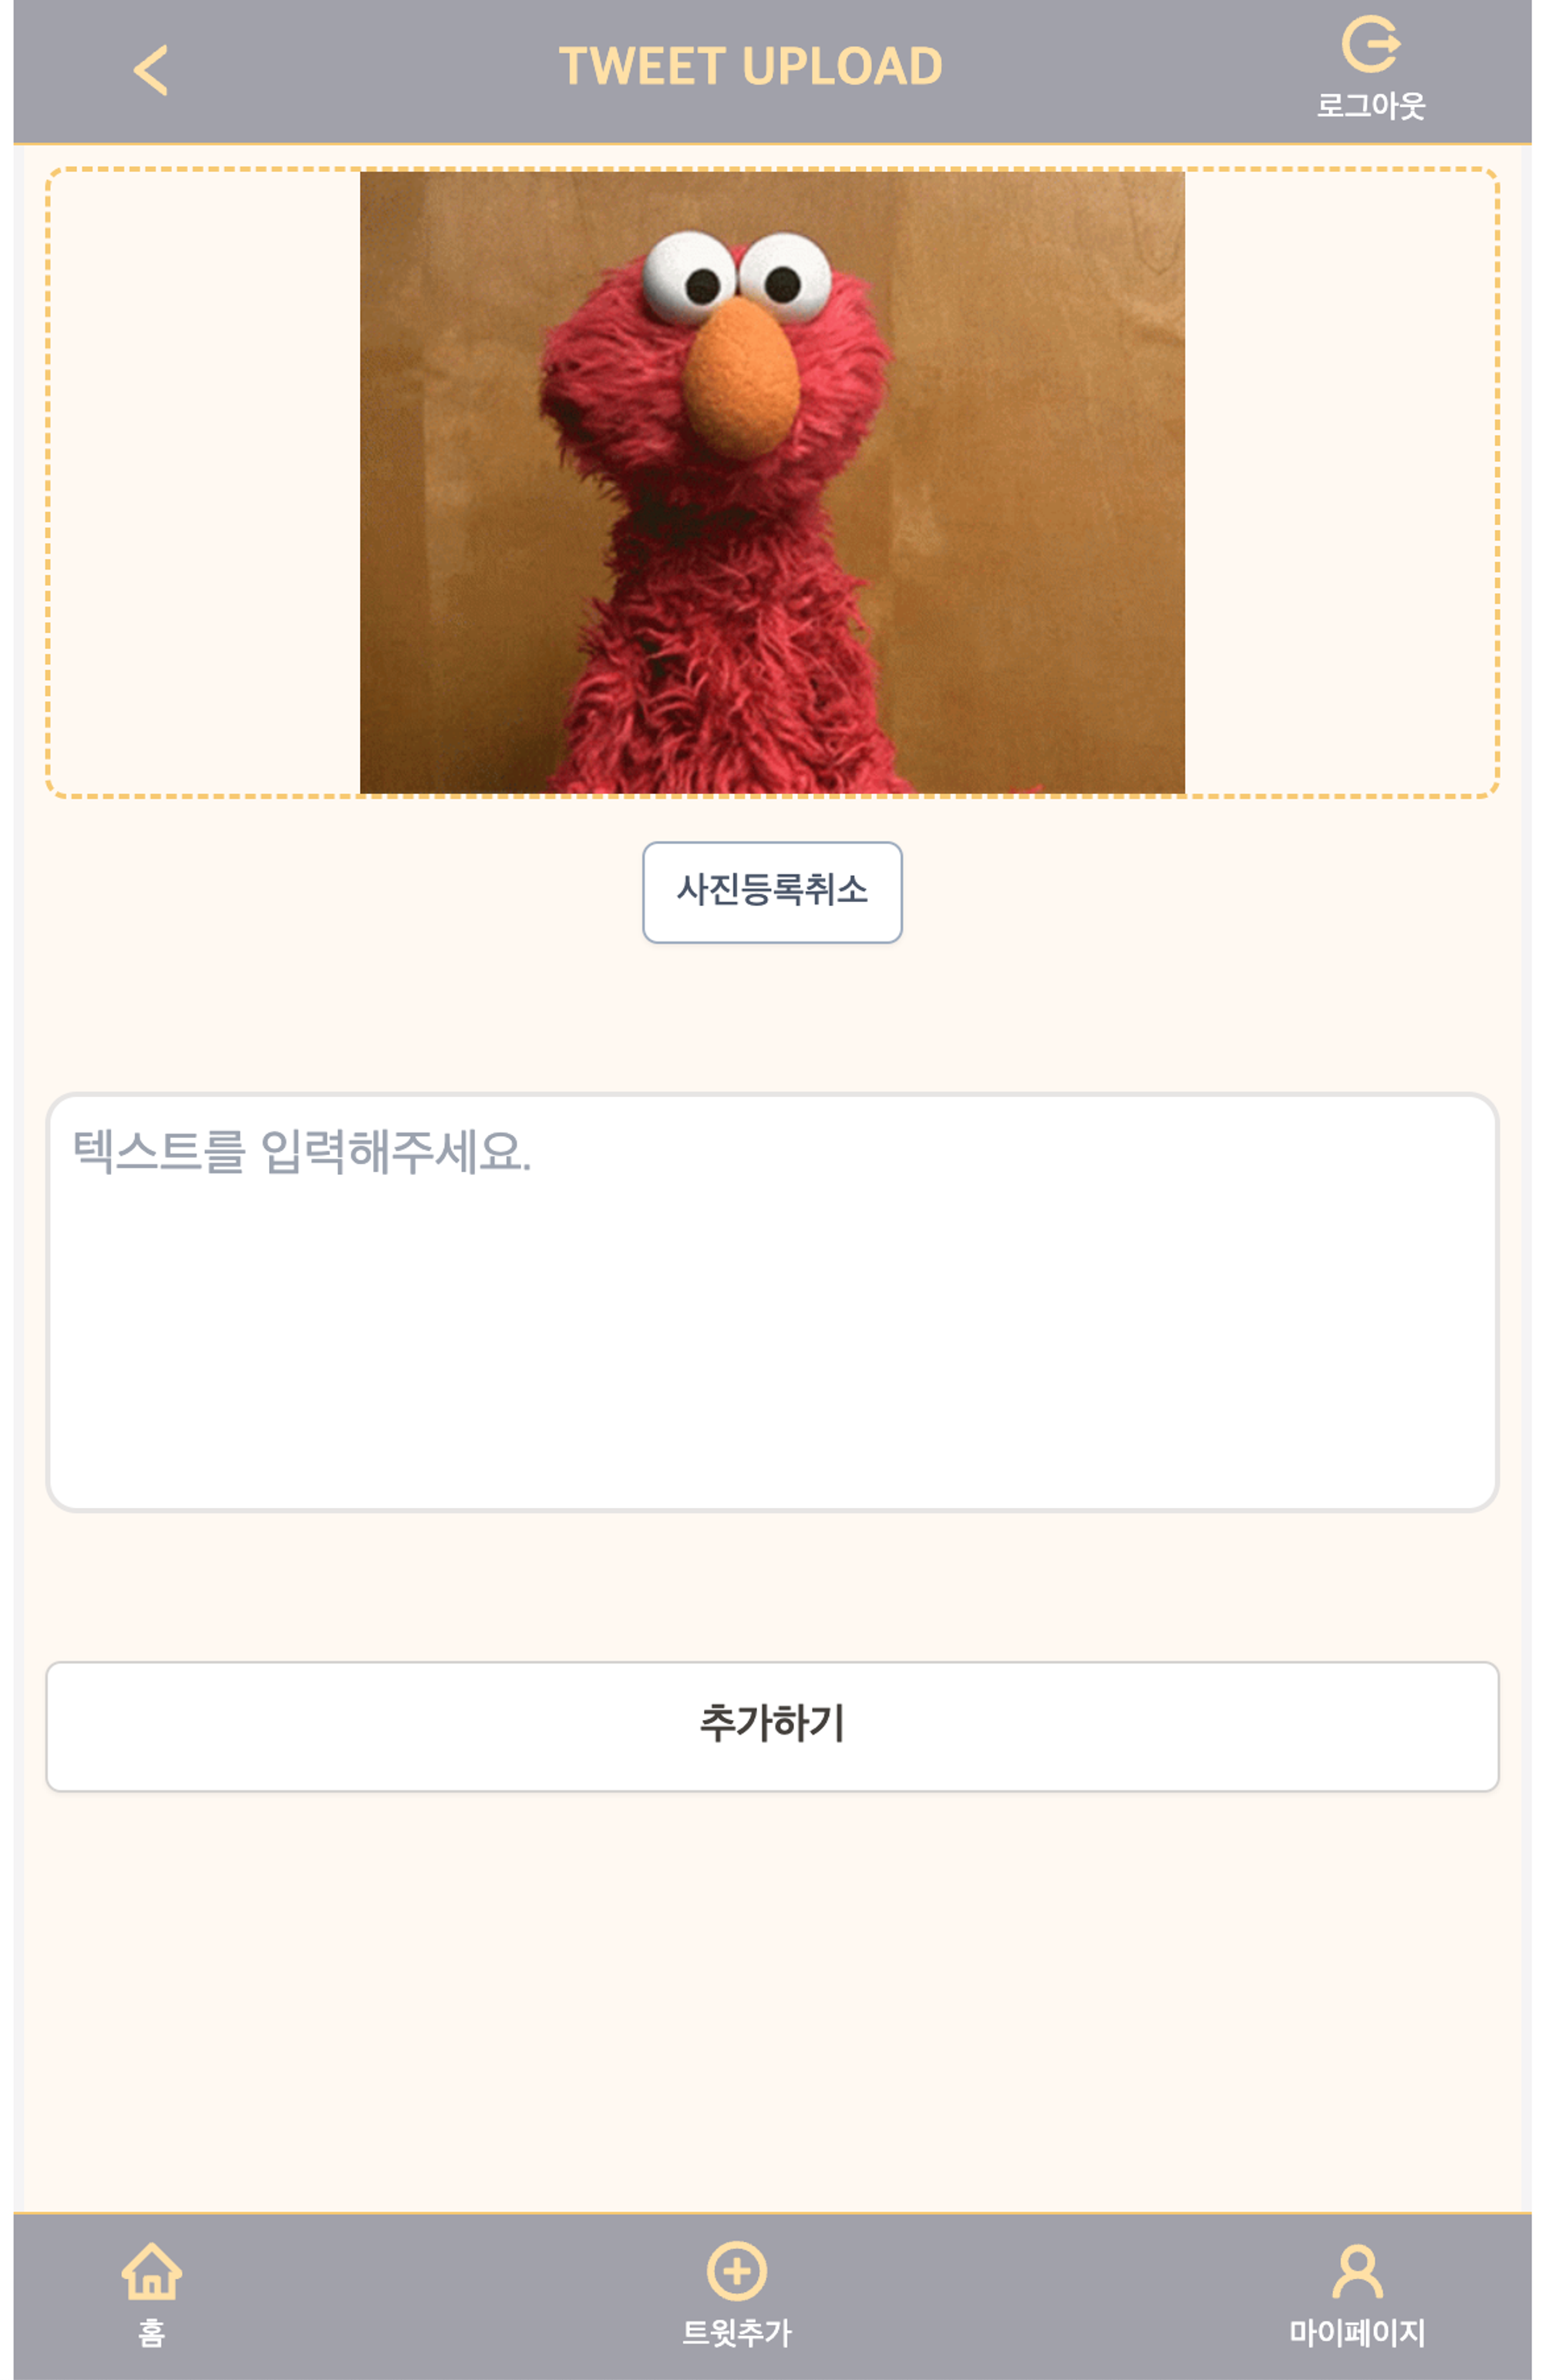 TWEET UPLOAD
로그아웃
사진등록취소
텍스트를 입력해주세요.
추가하기
홈
트윗추가
마이페이지